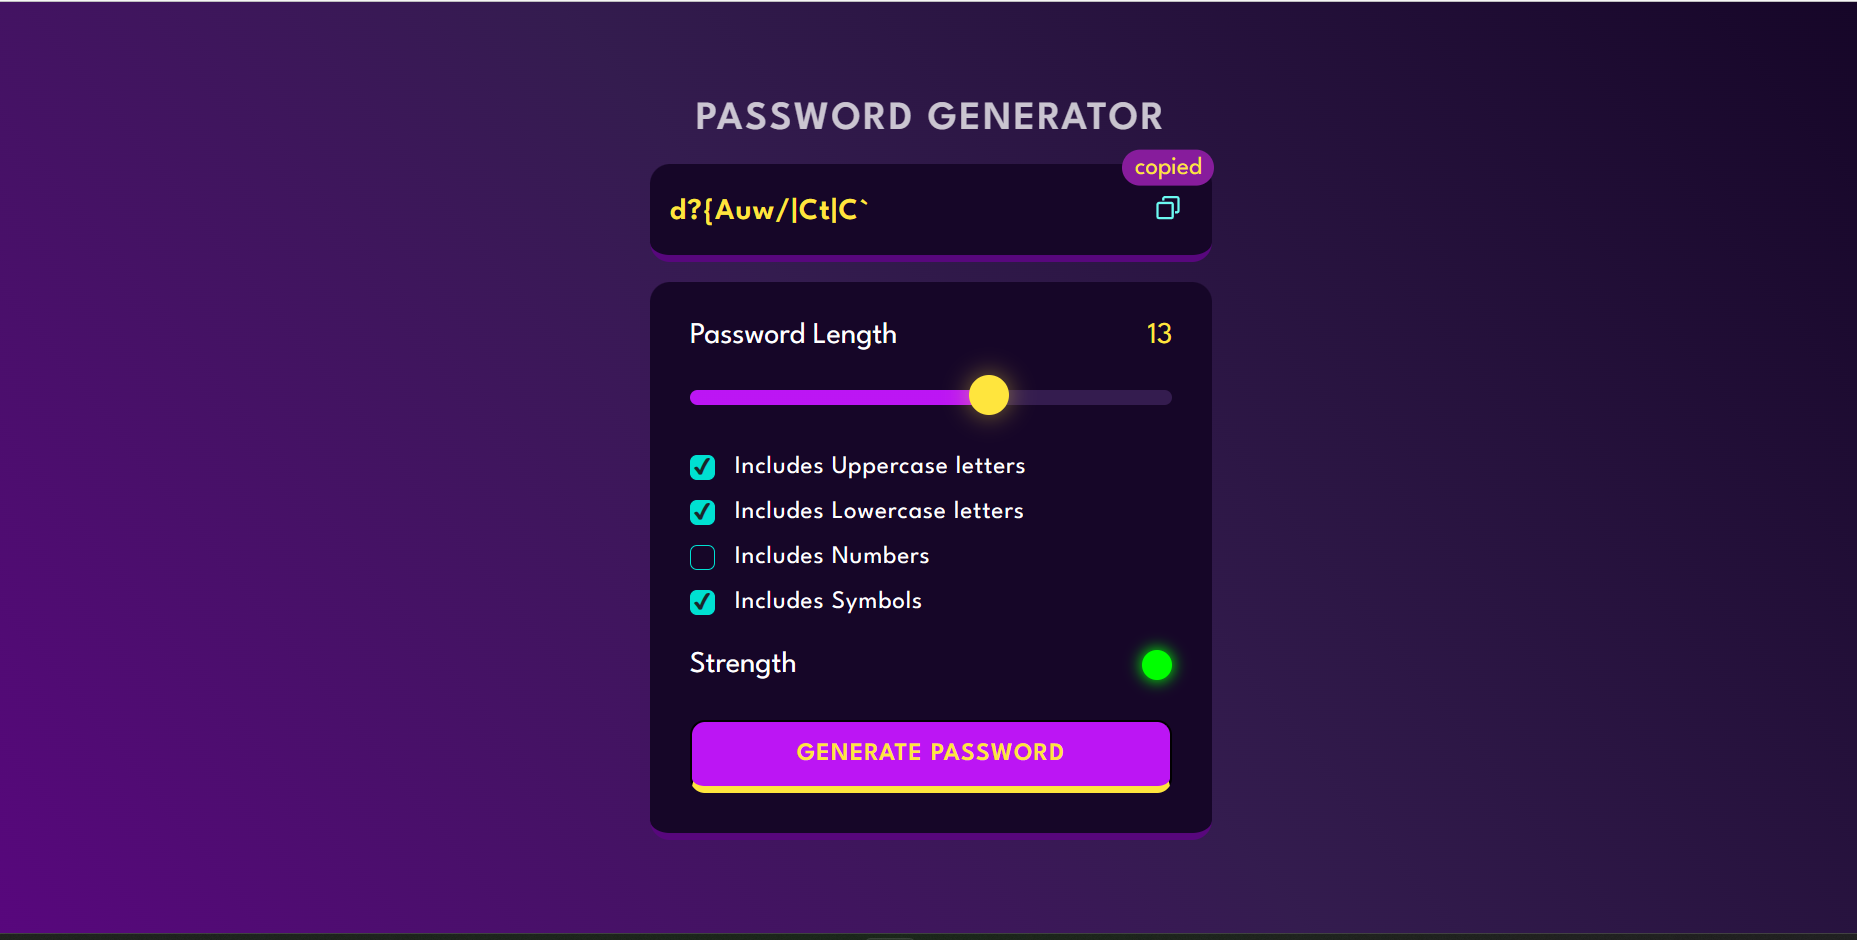 PASSWORD GENERATOR
copied
d?{Auw/|Ct|C`
Password Length 13
Includes Uppercase letters
Includes Lowercase letters
Includes Numbers
Includes Symbols
Strength
GENERATE PASSWORD